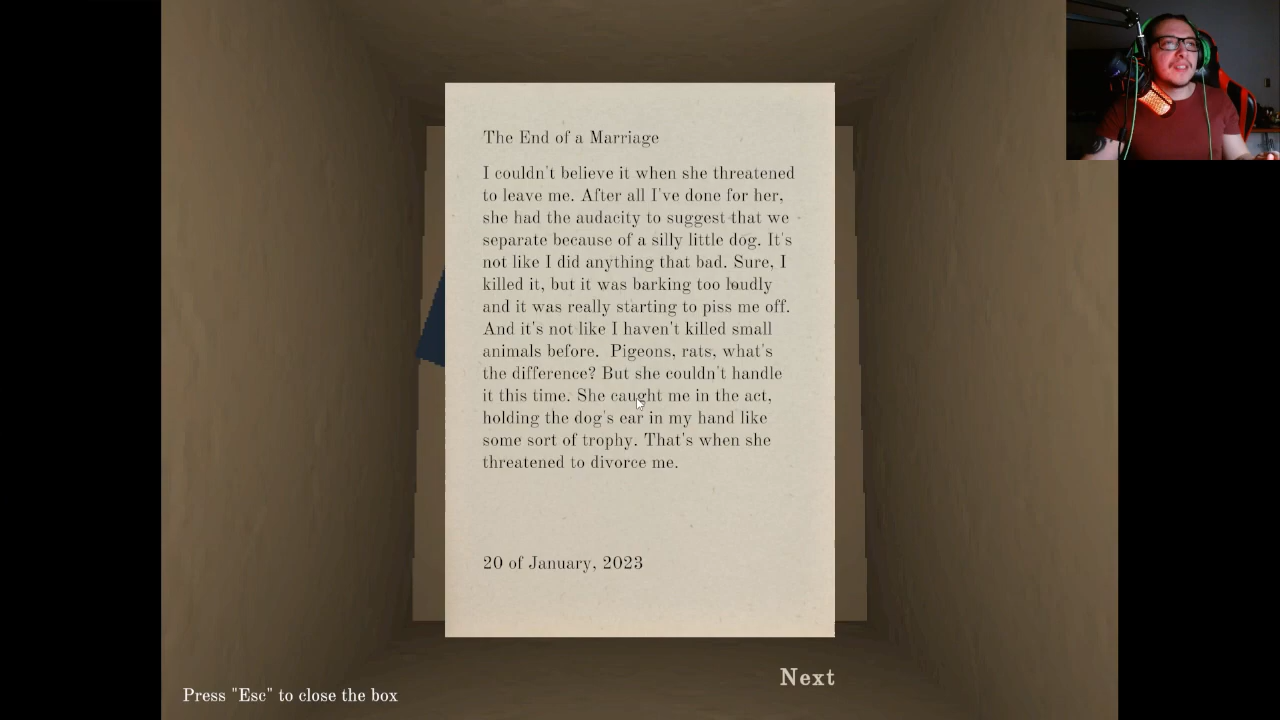 The End of a Marriage
I couldn't believe it when she threatened
to leave me. After all I've done for her,
she had the audacity to suggest that we
separate because of a silly little dog. It's
not like I did anything that bad. Sure, I
killed it, but it was barking too loudly
and it was really starting to piss me off.
And it's not like I haven't killed small
animals before.  Pigeons, rats, what's
the difference? But she couldn't handle
it this time. She caught me in the act,
holding the dog's ear in my hand like
some sort of trophy. That's when she
threatened to divorce me.
20 of January, 2023
Next
Press "Esc" to close the box